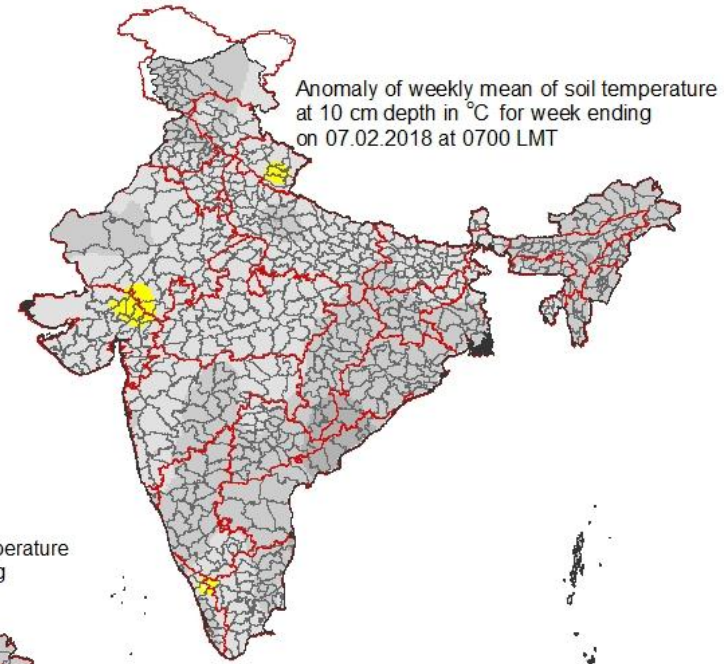 Anomaly of weekly mean of soil temperature
at 10 cm depth in °C for week ending
on 07.02.2018 at 0700 LMT
perature
g